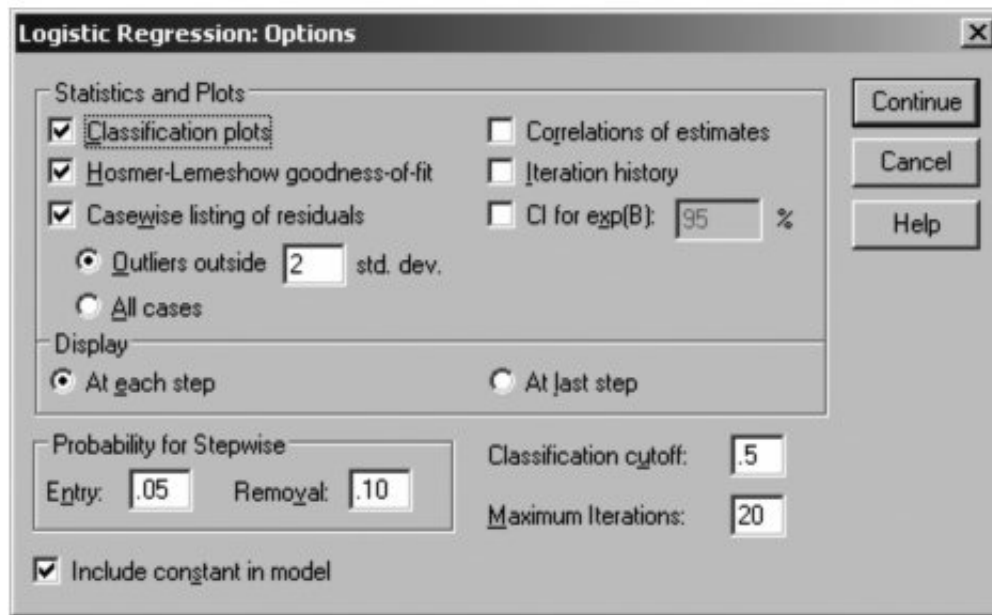 Logistic Regression: Options
Statistics and Plots
Classification plots
Correlations of estimates
Hosmer-Lemeshow goodness-of-fit
Iteration history
Casewise listing of residuals
CI for exp(B): 95 %
Outliers outside 2 std. dev.
All cases
Display
At each step
At last step
Probability for Stepwise
Entry: .05 Removal: .10
Classification cutoff: .5
Maximum Iterations: 20
Include constant in model
Continue
Cancel
Help